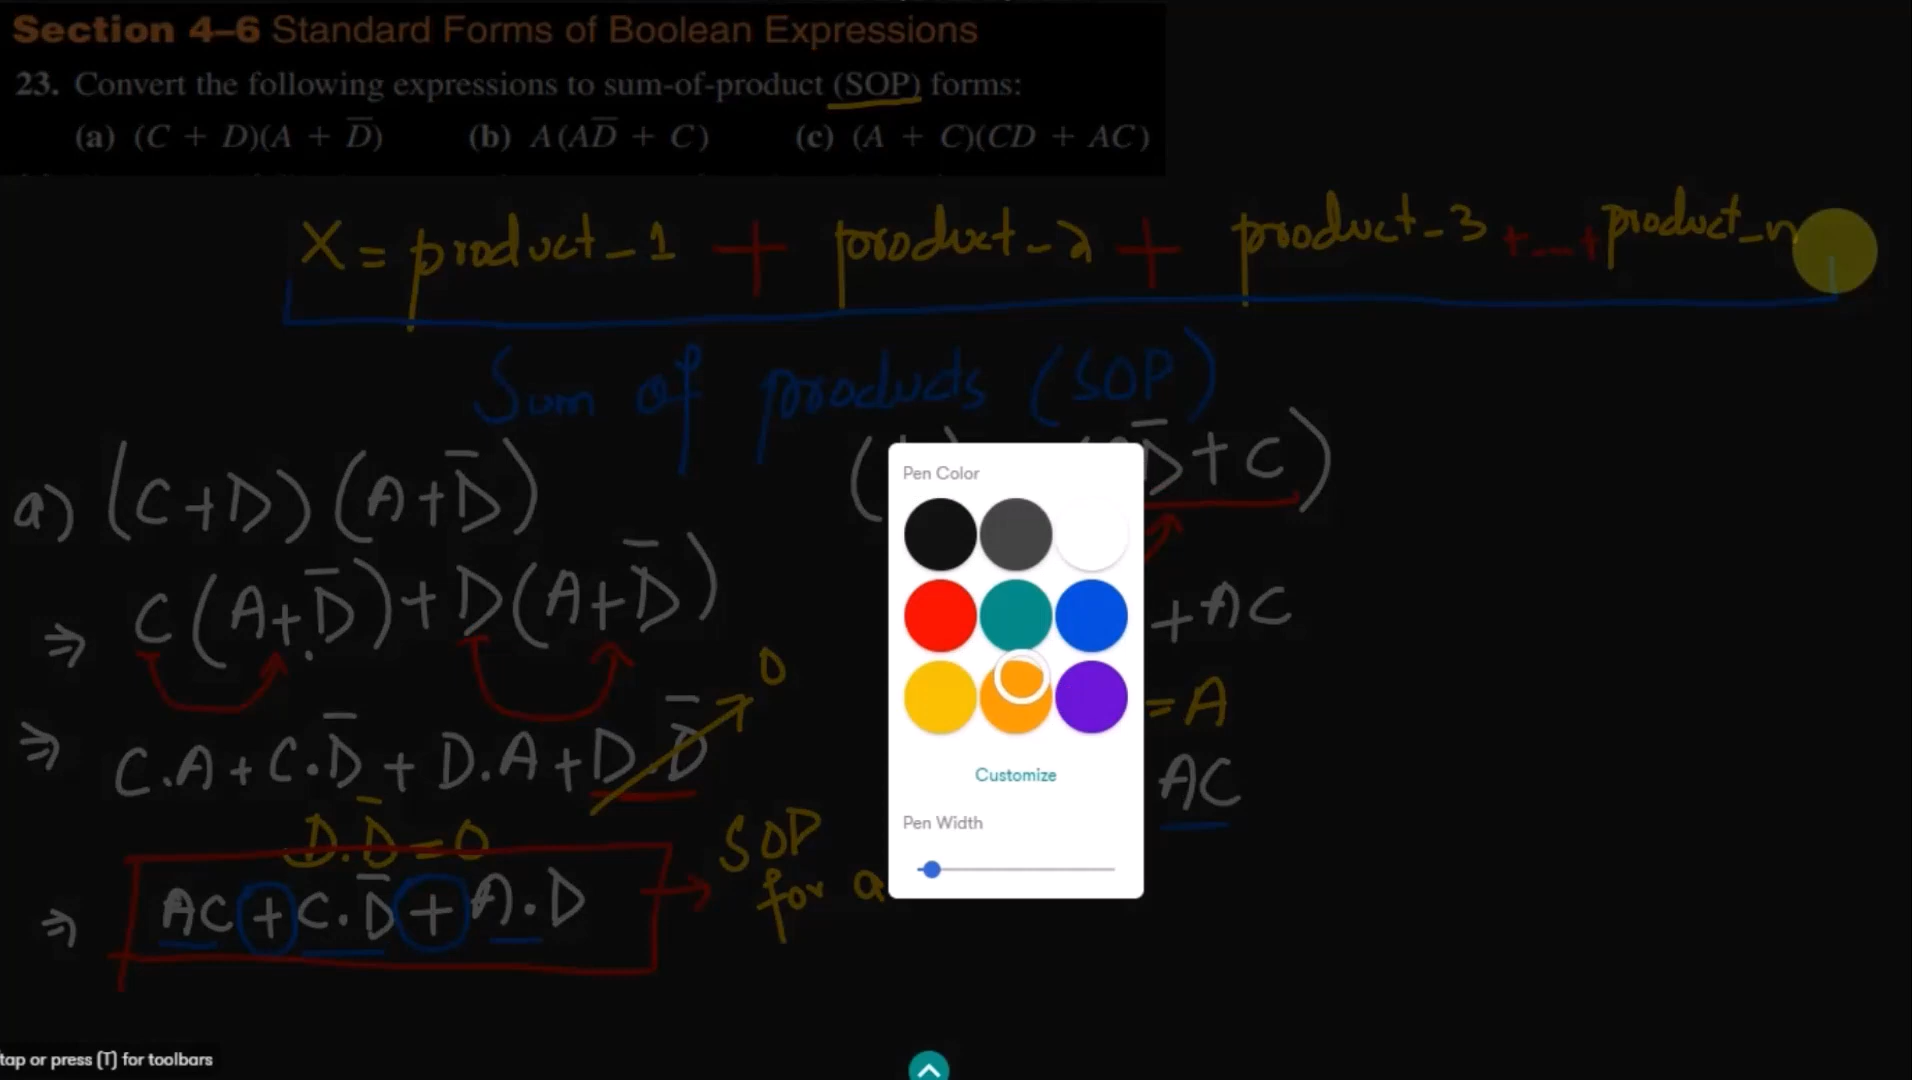 Section 4–6 Standard Forms of Boolean Expressions
23. Convert the following expressions to sum-of-product (SOP) forms:
(a) (C + D)(A + D̅) (b) A(AD̅ + C) (c) (A + C)(CD + AC)
X = product_1 + product_2 + product_3 + ... + product_n
Sum of products (SOP)
a) (C+D)(A+D̅)
⇒ C(A+D̅)+D(A+D̅)
0
⇒ C.A+C.D̅+D.A+D.D̅
D.D̅=0
⇒ AC+C.D̅+A.D
SOP
for a
D̅+C)
+AC
=A
AC
Pen Color
Customize
Pen Width
tap or press [T] for toolbars